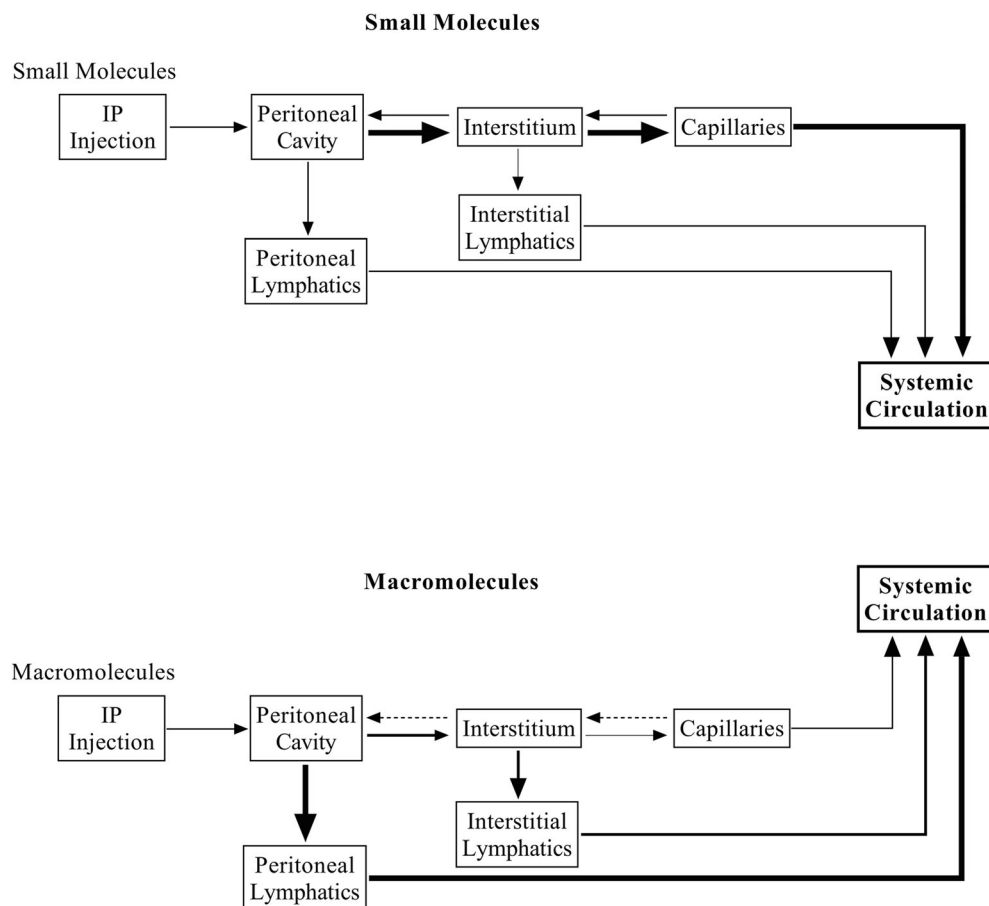 Small Molecules
Small Molecules
IP
Injection
Peritoneal
Cavity
Interstitium
Capillaries
Interstitial
Lymphatics
Peritoneal
Lymphatics
Systemic
Circulation
Macromolecules
Systemic
Circulation
Macromolecules
IP
Injection
Peritoneal
Cavity
Interstitium
Capillaries
Interstitial
Lymphatics
Peritoneal
Lymphatics